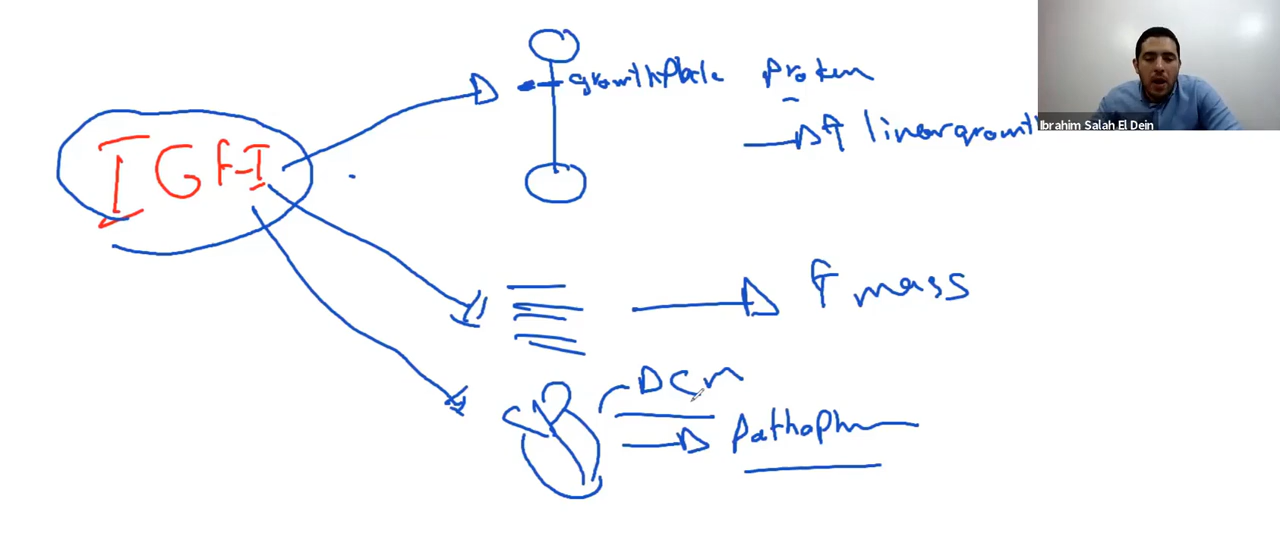 IGF-I
growth plate protein
↑ linear growth
Ibrahim Salah El Dein
↑ mass
DCM
pathoph